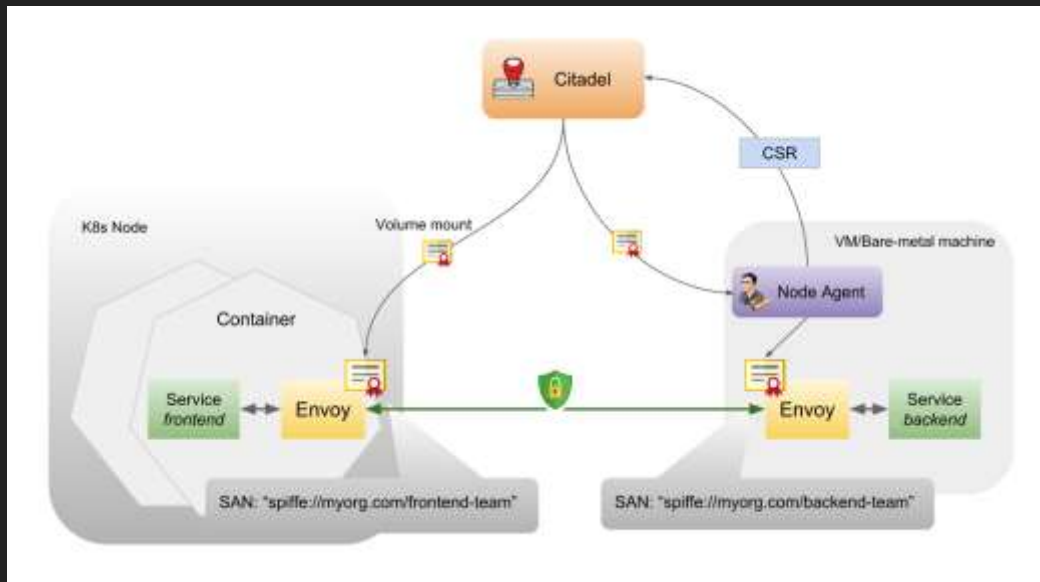 Citadel
CSR
K8s Node
Volume mount
VM/Bare-metal machine
Node Agent
Container
Service
frontend
Envoy
Envoy
Service
backend
SAN: “spiffe://myorg.com/frontend-team”
SAN: “spiffe://myorg.com/backend-team”